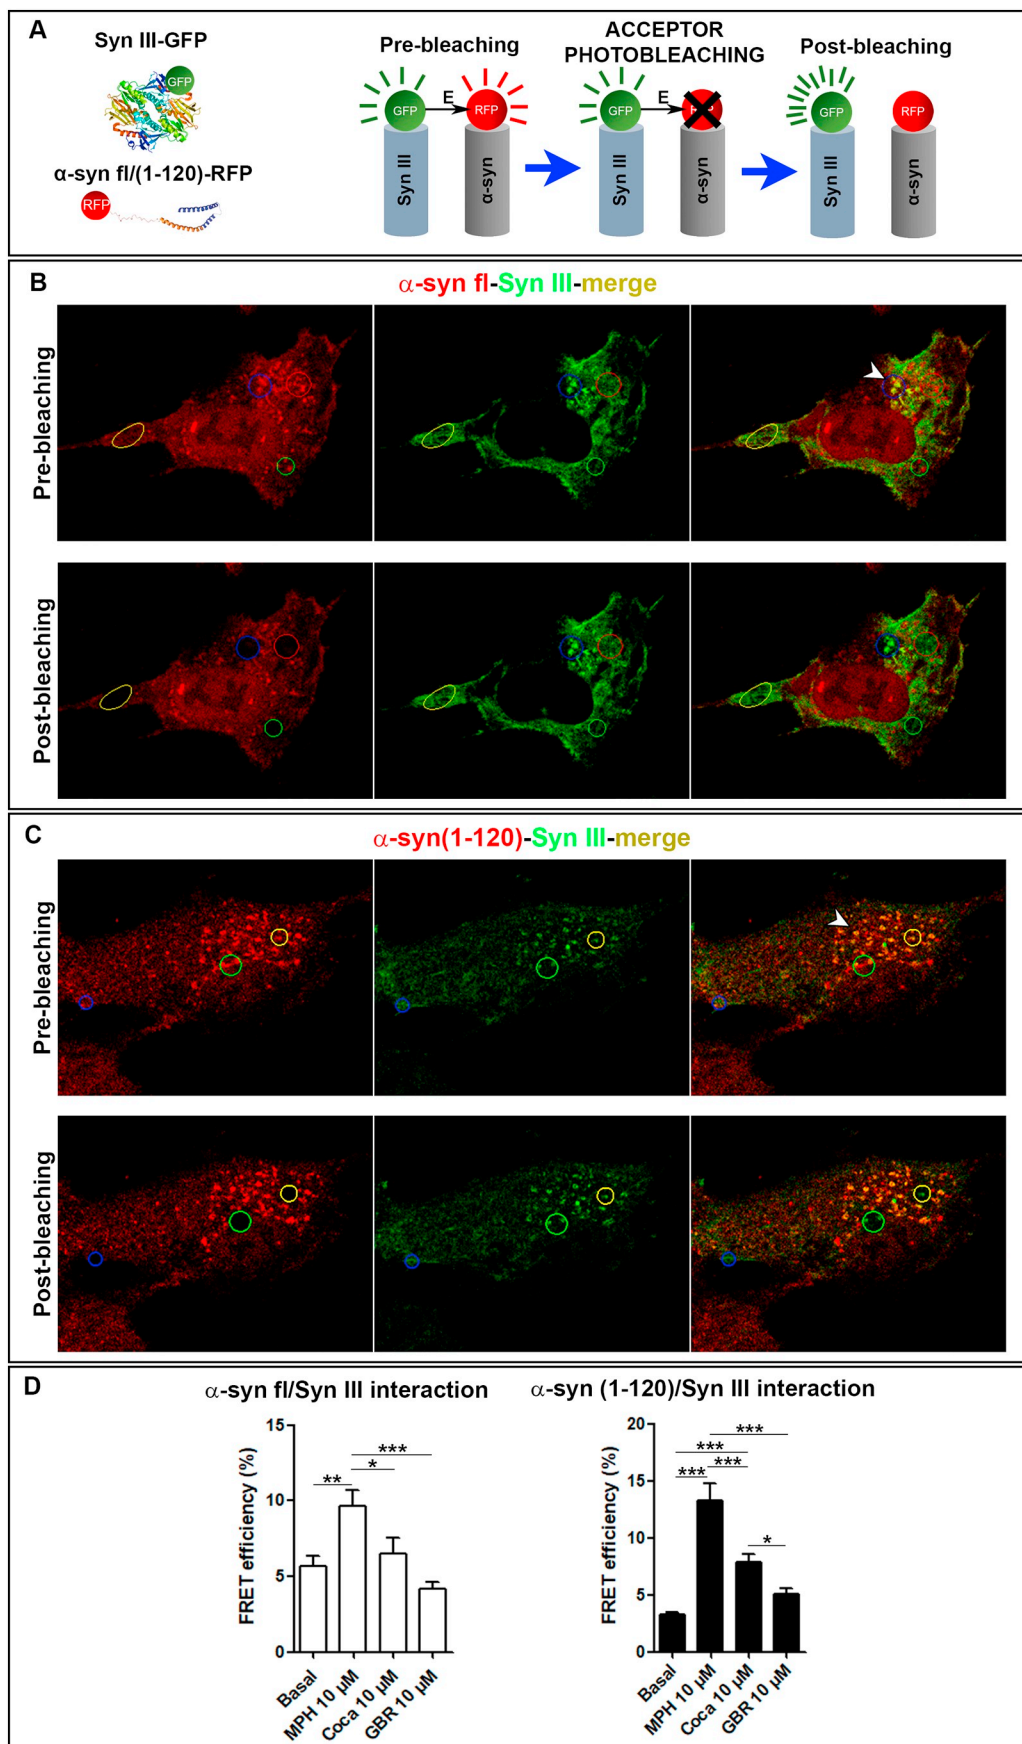 A
Syn III-GFP
GFP
α-syn fl/(1-120)-RFP
RFP
Pre-bleaching
GFP
E
RFP
Syn III
α-syn
ACCEPTOR
PHOTOBLEACHING
GFP
E
Syn III
α-syn
Post-bleaching
GFP
RFP
Syn III
α-syn
B
α-syn fl-Syn III-merge
Pre-bleaching
Post-bleaching
C
α-syn(1-120)-Syn III-merge
Pre-bleaching
Post-bleaching
D
α-syn fl/Syn III interaction
FRET efficiency (%)
15
10
5
0
***
*
**
Basal
MPH 10 µM
Coca 10 µM
GBR 10 µM
α-syn (1-120)/Syn III interaction
FRET efficiency (%)
20
15
10
5
0
***
***
***
***
*
Basal
MPH 10 µM
Coca 10 µM
GBR 10 µM